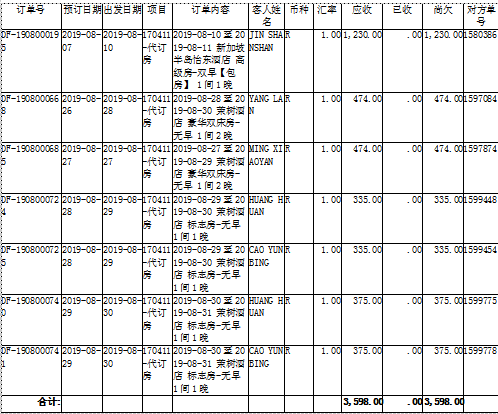 订单号 预订日期 出发日期 项目 订单内容 客人姓名 币种 汇率 应收 已收 尚欠 对方单号
DF-1908000195 2019-08-07 2019-08-10 170411-代订房 2019-08-10 至 2019-08-11 新加坡半岛怡东酒店 高级房-双早【包房】 1 间 1 晚 JIN SHANSHAN R 1.00 1,230.00 .00 1,230.00 1580386
DF-1908000668 2019-08-26 2019-08-28 170411-代订房 2019-08-28 至 2019-08-30 茉树酒店 豪华双床房-无早 1 间 2 晚 YANG LAN R 1.00 474.00 .00 474.00 1597084
DF-1908000685 2019-08-27 2019-08-27 170411-代订房 2019-08-27 至 2019-08-29 茉树酒店 豪华双床房-无早 1 间 2 晚 MING XIAOYAN R 1.00 474.00 .00 474.00 1597874
DF-1908000724 2019-08-28 2019-08-29 170411-代订房 2019-08-29 至 2019-08-30 茉树酒店 标志房-无早 1 间 1 晚 HUANG HUAN R 1.00 335.00 .00 335.00 1599448
DF-1908000725 2019-08-28 2019-08-29 170411-代订房 2019-08-29 至 2019-08-30 茉树酒店 标志房-无早 1 间 1 晚 CAO YUNBING R 1.00 335.00 .00 335.00 1599454
DF-1908000740 2019-08-29 2019-08-30 170411-代订房 2019-08-30 至 2019-08-31 茉树酒店 标志房-无早 1 间 1 晚 HUANG HUAN R 1.00 375.00 .00 375.00 1599775
DF-1908000741 2019-08-29 2019-08-30 170411-代订房 2019-08-30 至 2019-08-31 茉树酒店 标志房-无早 1 间 1 晚 CAO YUNBING R 1.00 375.00 .00 375.00 1599778
合计: 3,598.00 .00 3,598.00